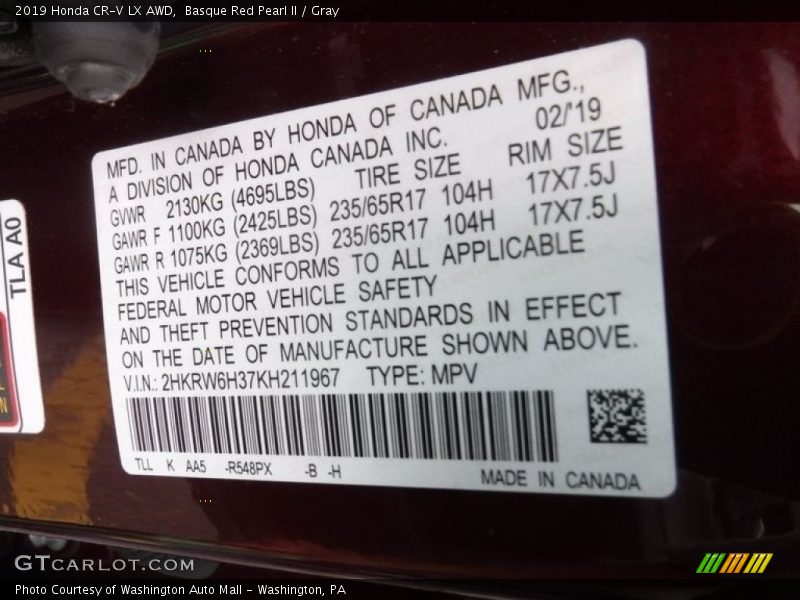 2019 Honda CR-V LX AWD,  Basque Red Pearl II / Gray
MFD. IN CANADA BY HONDA OF CANADA MFG.,
A DIVISION OF HONDA CANADA INC. 02/'19
GVWR 2130KG (4695LBS) TIRE SIZE RIM SIZE
GAWR F 1100KG (2425LBS) 235/65R17 104H 17X7.5J
GAWR R 1075KG (2369LBS) 235/65R17 104H 17X7.5J
THIS VEHICLE CONFORMS TO ALL APPLICABLE
FEDERAL MOTOR VEHICLE SAFETY
AND THEFT PREVENTION STANDARDS IN EFFECT
ON THE DATE OF MANUFACTURE SHOWN ABOVE.
V.I.N.: 2HKRW6H37KH211967 TYPE: MPV
TLL K AA5 -R548PX -B -H
MADE IN CANADA
TLA A0
GTCARLOT.COM
Photo Courtesy of Washington Auto Mall - Washington, PA